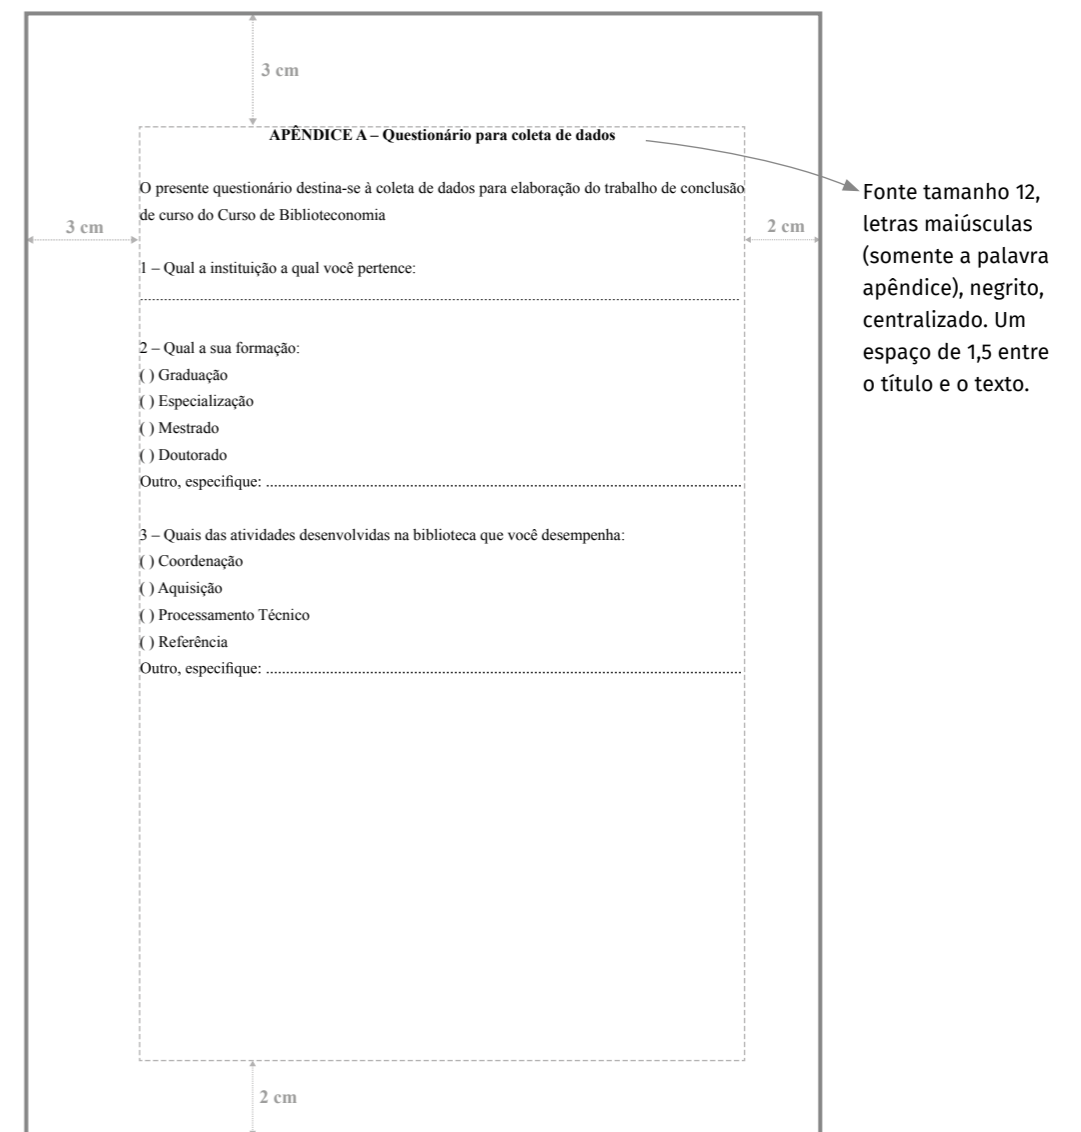 3 cm
APÊNDICE A – Questionário para coleta de dados
O presente questionário destina-se à coleta de dados para elaboração do trabalho de conclusão
de curso do Curso de Biblioteconomia
3 cm
2 cm
1 – Qual a instituição a qual você pertence:
.......................................................................................................................................................
2 – Qual a sua formação:
( ) Graduação
( ) Especialização
( ) Mestrado
( ) Doutorado
Outro, especifique: .......................................................................................................................
3 – Quais das atividades desenvolvidas na biblioteca que você desempenha:
( ) Coordenação
( ) Aquisição
( ) Processamento Técnico
( ) Referência
Outro, especifique: .......................................................................................................................
2 cm
Fonte tamanho 12,
letras maiúsculas
(somente a palavra
apêndice), negrito,
centralizado. Um
espaço de 1,5 entre
o título e o texto.